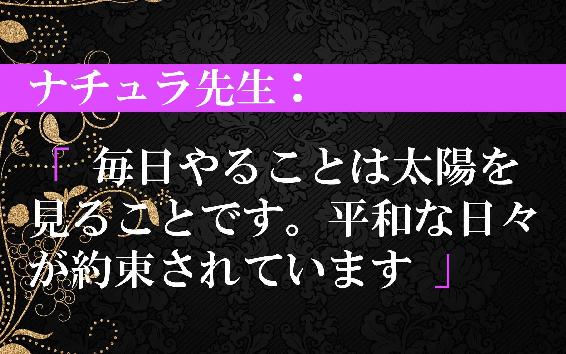 ナチュラ先生：
「 毎日やることは太陽を
見ることです。平和な日々
が約束されています 」